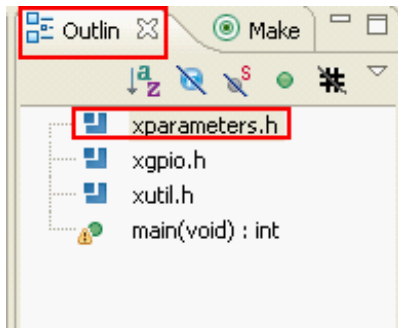 Outlin Make
xparameters.h
xgpio.h
xutil.h
main(void) : int